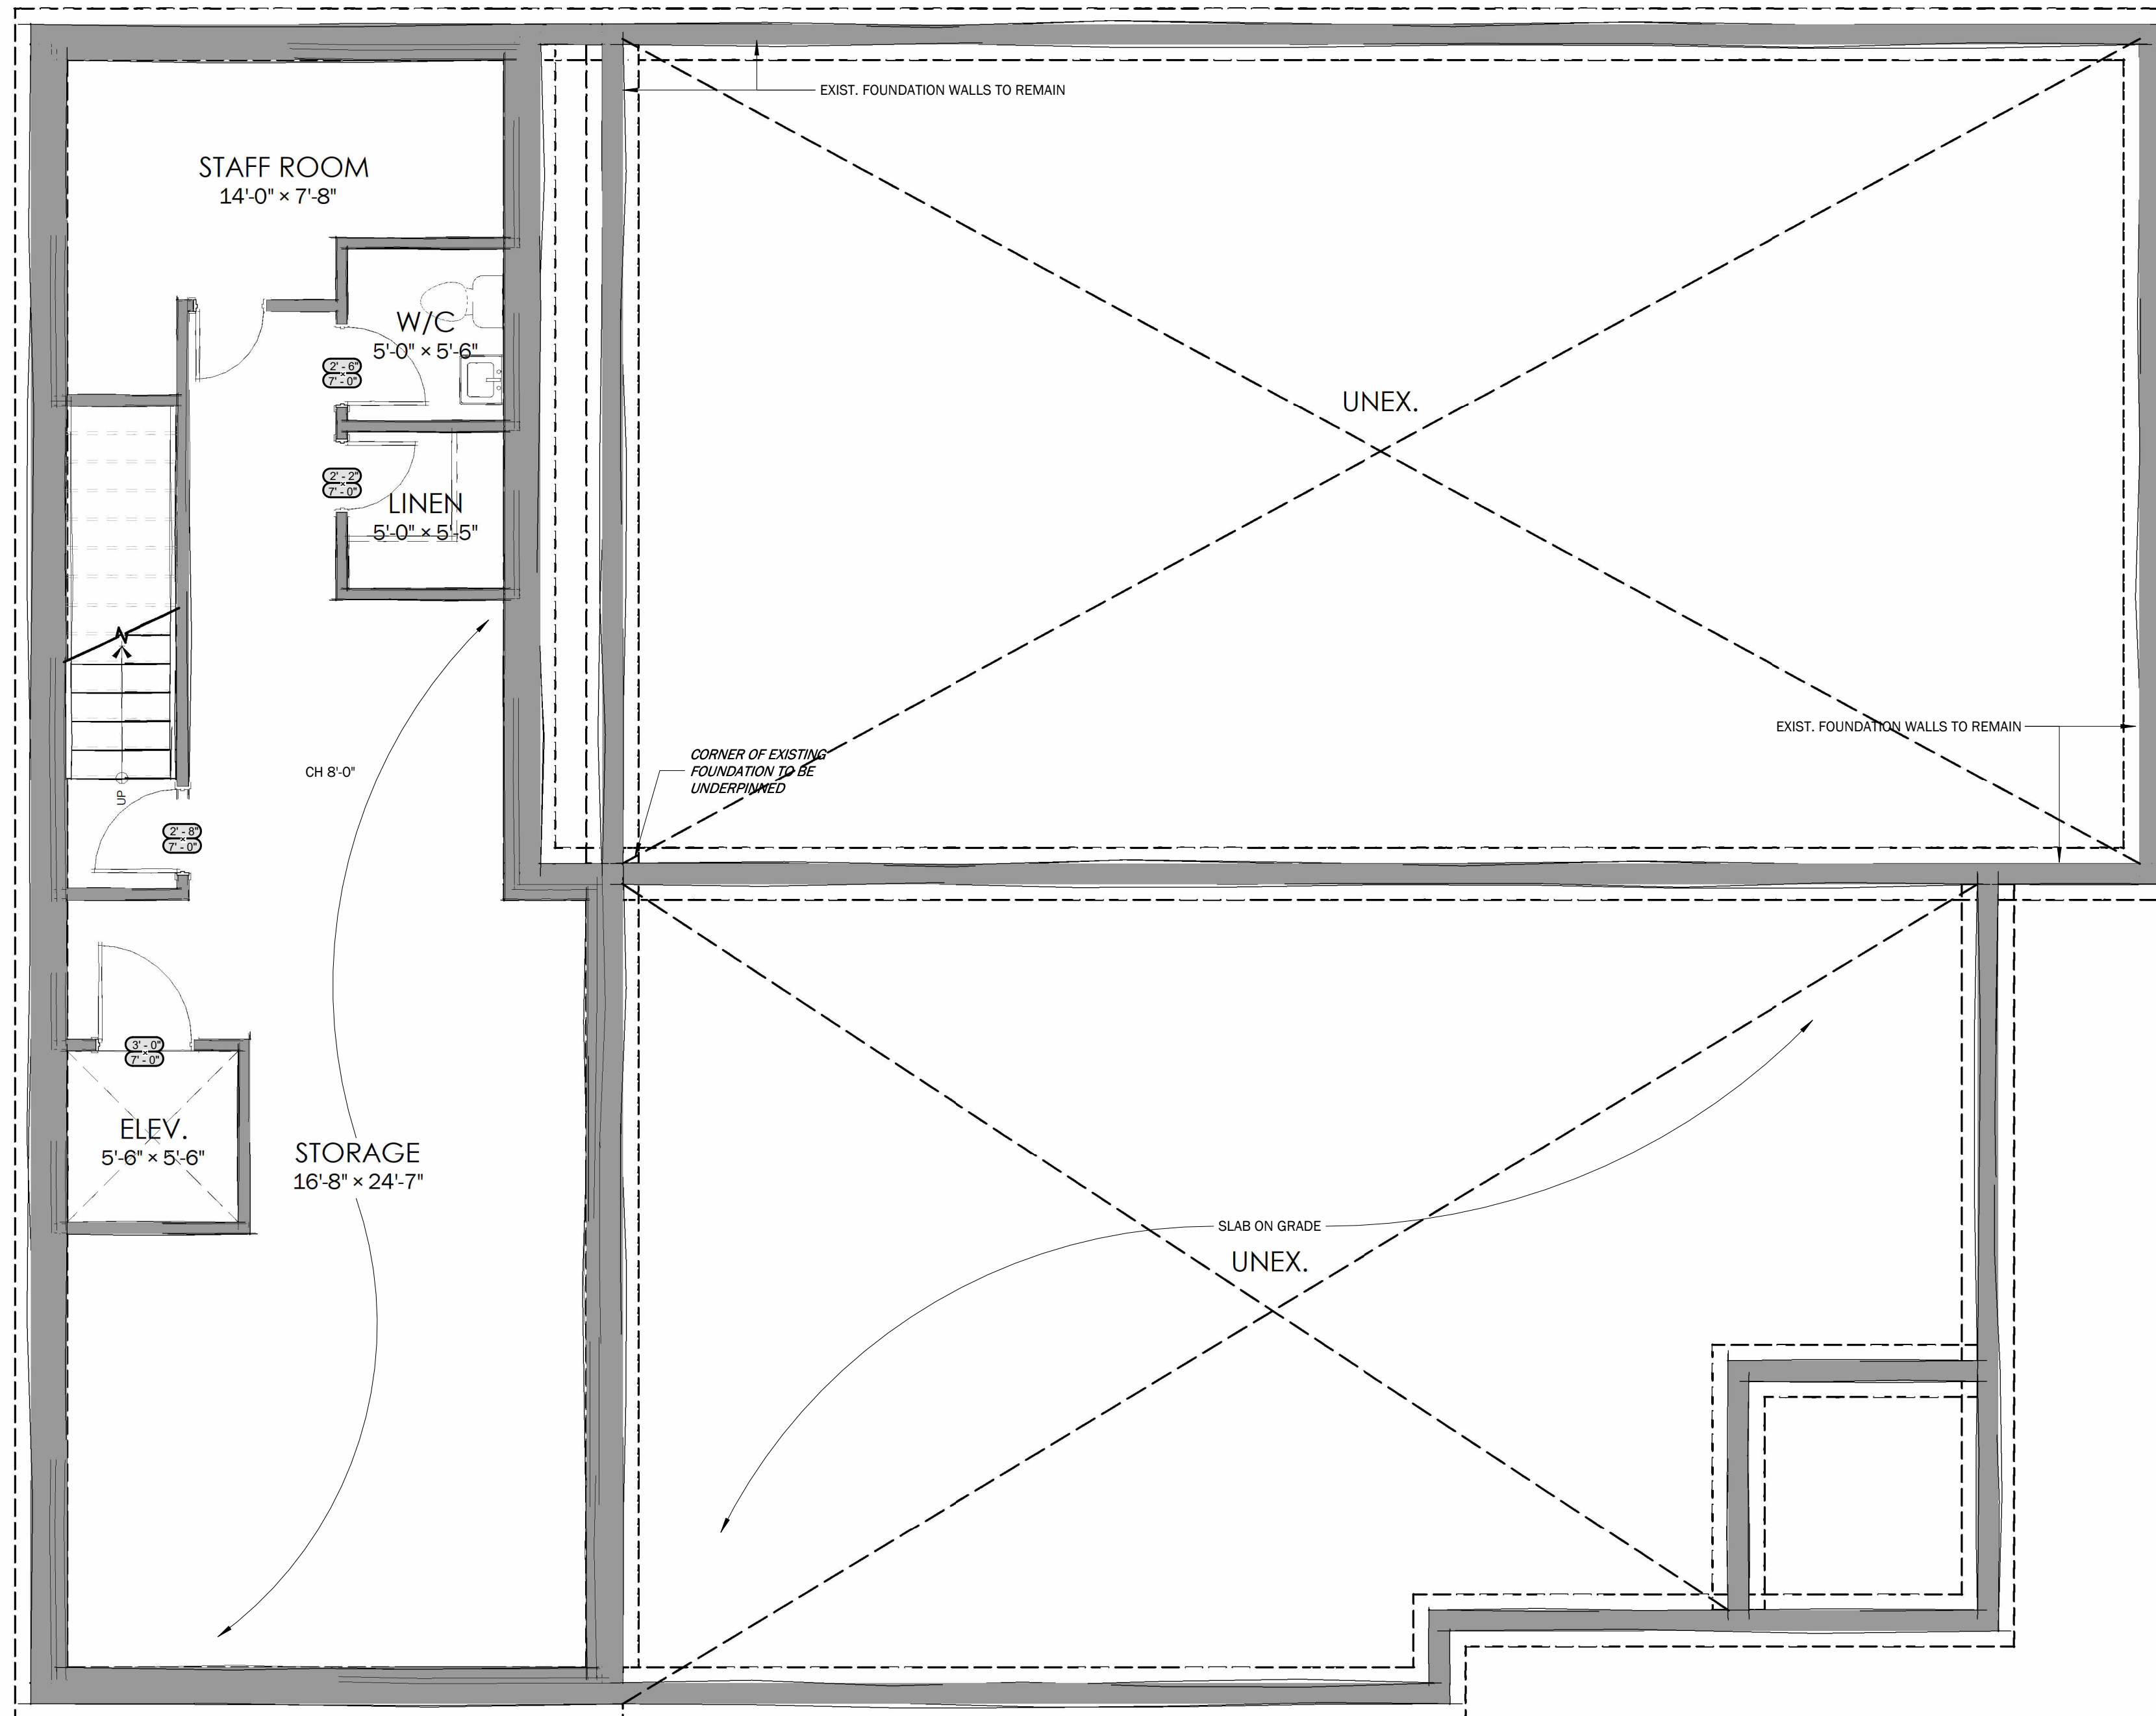 EXIST. FOUNDATION WALLS TO REMAIN
STAFF ROOM
14'-0" × 7'-8"
W/C
5'-0" × 5'-6"
2' - 6"
×
7' - 0"
UNEX.
2' - 2"
×
7' - 0"
LINEN
5'-0" × 5'-5"
EXIST. FOUNDATION WALLS TO REMAIN
CORNER OF EXISTING
FOUNDATION TO BE
UNDERPINNED
CH 8'-0"
UP
2' - 8"
×
7' - 0"
3' - 0"
×
7' - 0"
ELEV.
5'-6" × 5'-6"
STORAGE
16'-8" × 24'-7"
SLAB ON GRADE
UNEX.